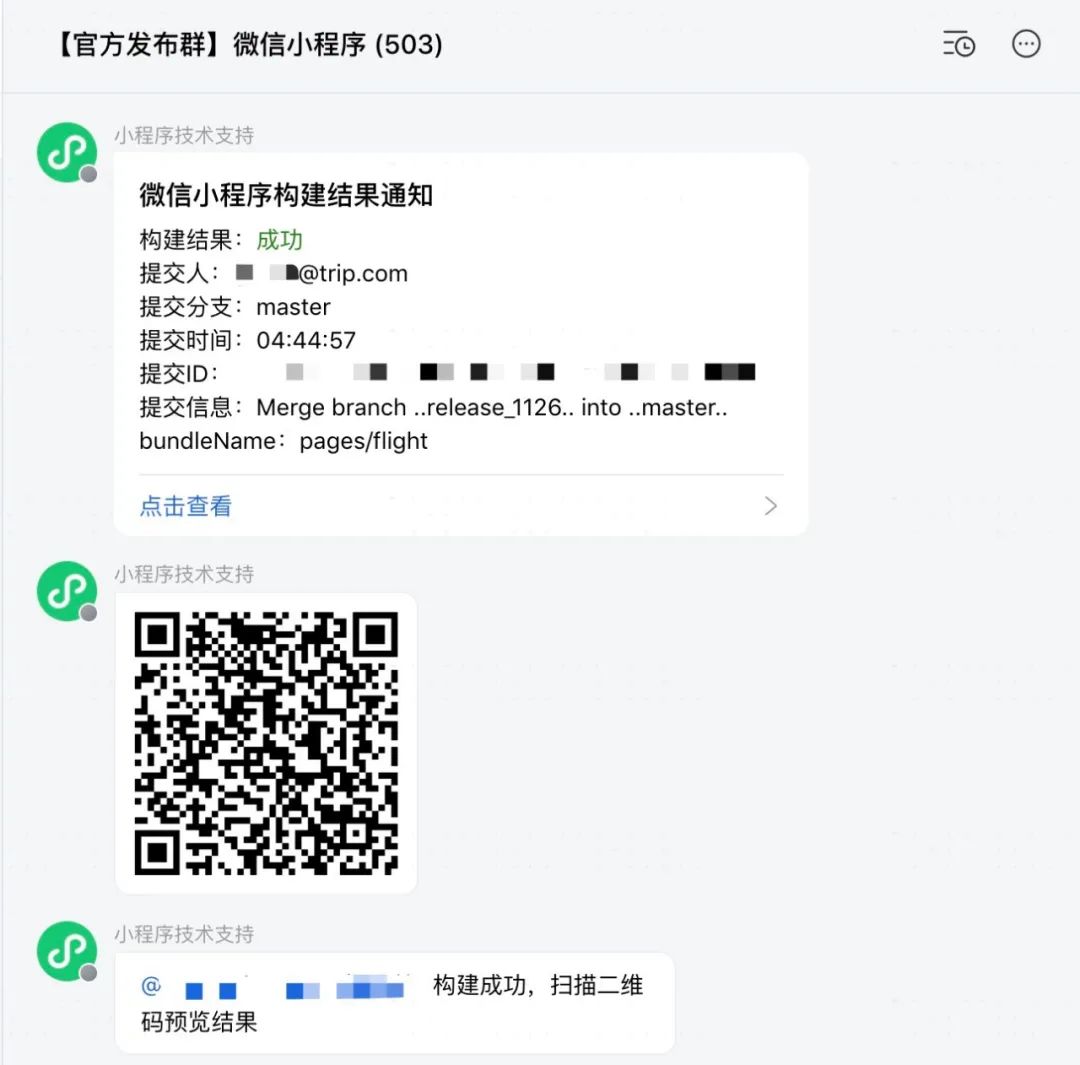 【官方发布群】微信小程序 (503)
小程序技术支持
微信小程序构建结果通知
构建结果：成功
提交人：@trip.com
提交分支：master
提交时间：04:44:57
提交ID：
提交信息：Merge branch ..release_1126.. into ..master..
bundleName：pages/flight
点击查看
小程序技术支持
小程序技术支持
@ 构建成功，扫描二维
码预览结果